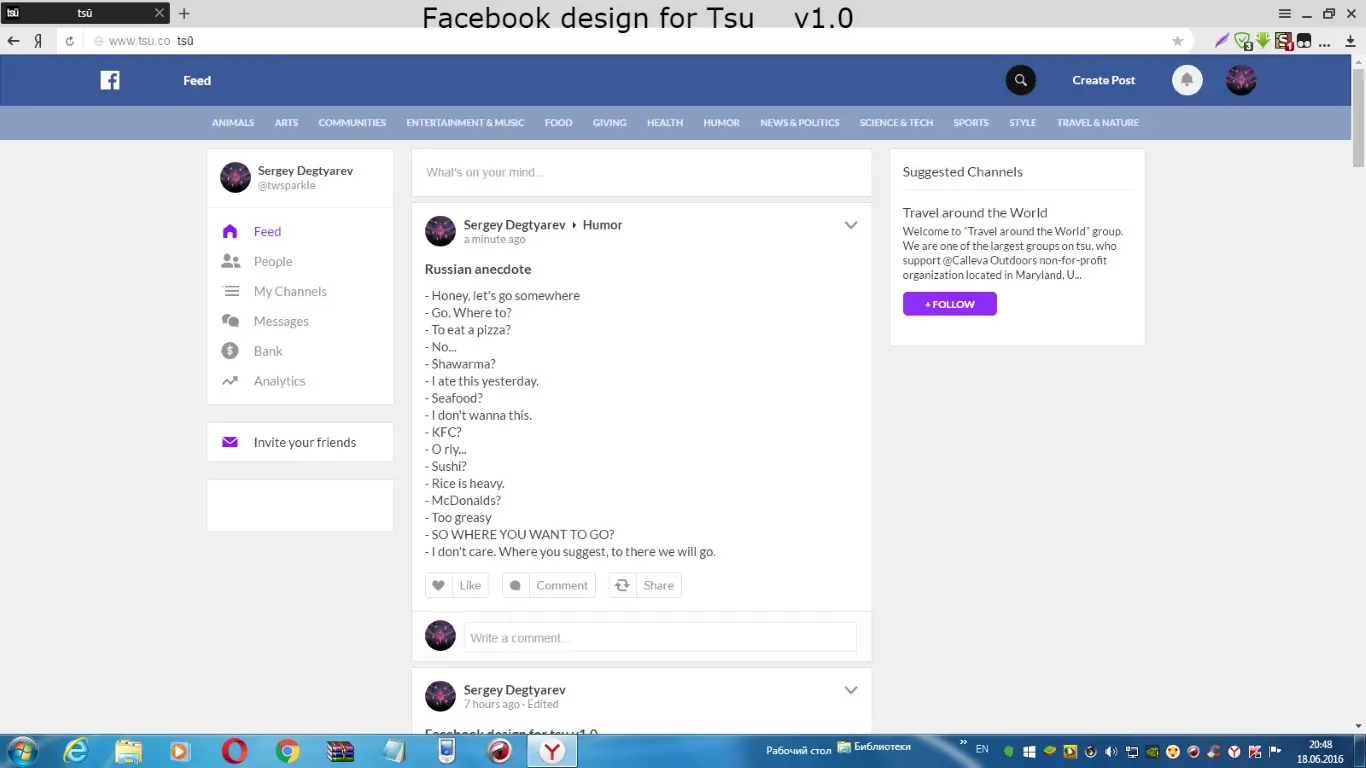 tsū
tsū
Facebook design for Tsu v1.0
Я
www.tsu.co tsū
3
1
Feed
Create Post
ANIMALS ARTS COMMUNITIES ENTERTAINMENT & MUSIC FOOD GIVING HEALTH HUMOR NEWS & POLITICS SCIENCE & TECH SPORTS STYLE TRAVEL & NATURE
Sergey Degtyarev
@twsparkle
Feed
People
My Channels
Messages
Bank
Analytics
Invite your friends
What's on your mind...
Sergey Degtyarev Humor
a minute ago
Russian anecdote
- Honey, let's go somewhere
- Go. Where to?
- To eat a pizza?
- No...
- Shawarma?
- I ate this yesterday.
- Seafood?
- I don't wanna this.
- KFC?
- O rly...
- Sushi?
- Rice is heavy.
- McDonalds?
- Too greasy
- SO WHERE YOU WANT TO GO?
- I don't care. Where you suggest, to there we will go.
Like Comment Share
Write a comment...
Sergey Degtyarev
7 hours ago · Edited
Facebook design for tsu v1.0
Suggested Channels
Travel around the World
Welcome to "Travel around the World" group.
We are one of the largest groups on tsu, who
support @Calleva Outdoors non-for-profit
organization located in Maryland, U...
+ FOLLOW
Рабочий стол Библиотеки » EN
20:48
18.06.2016